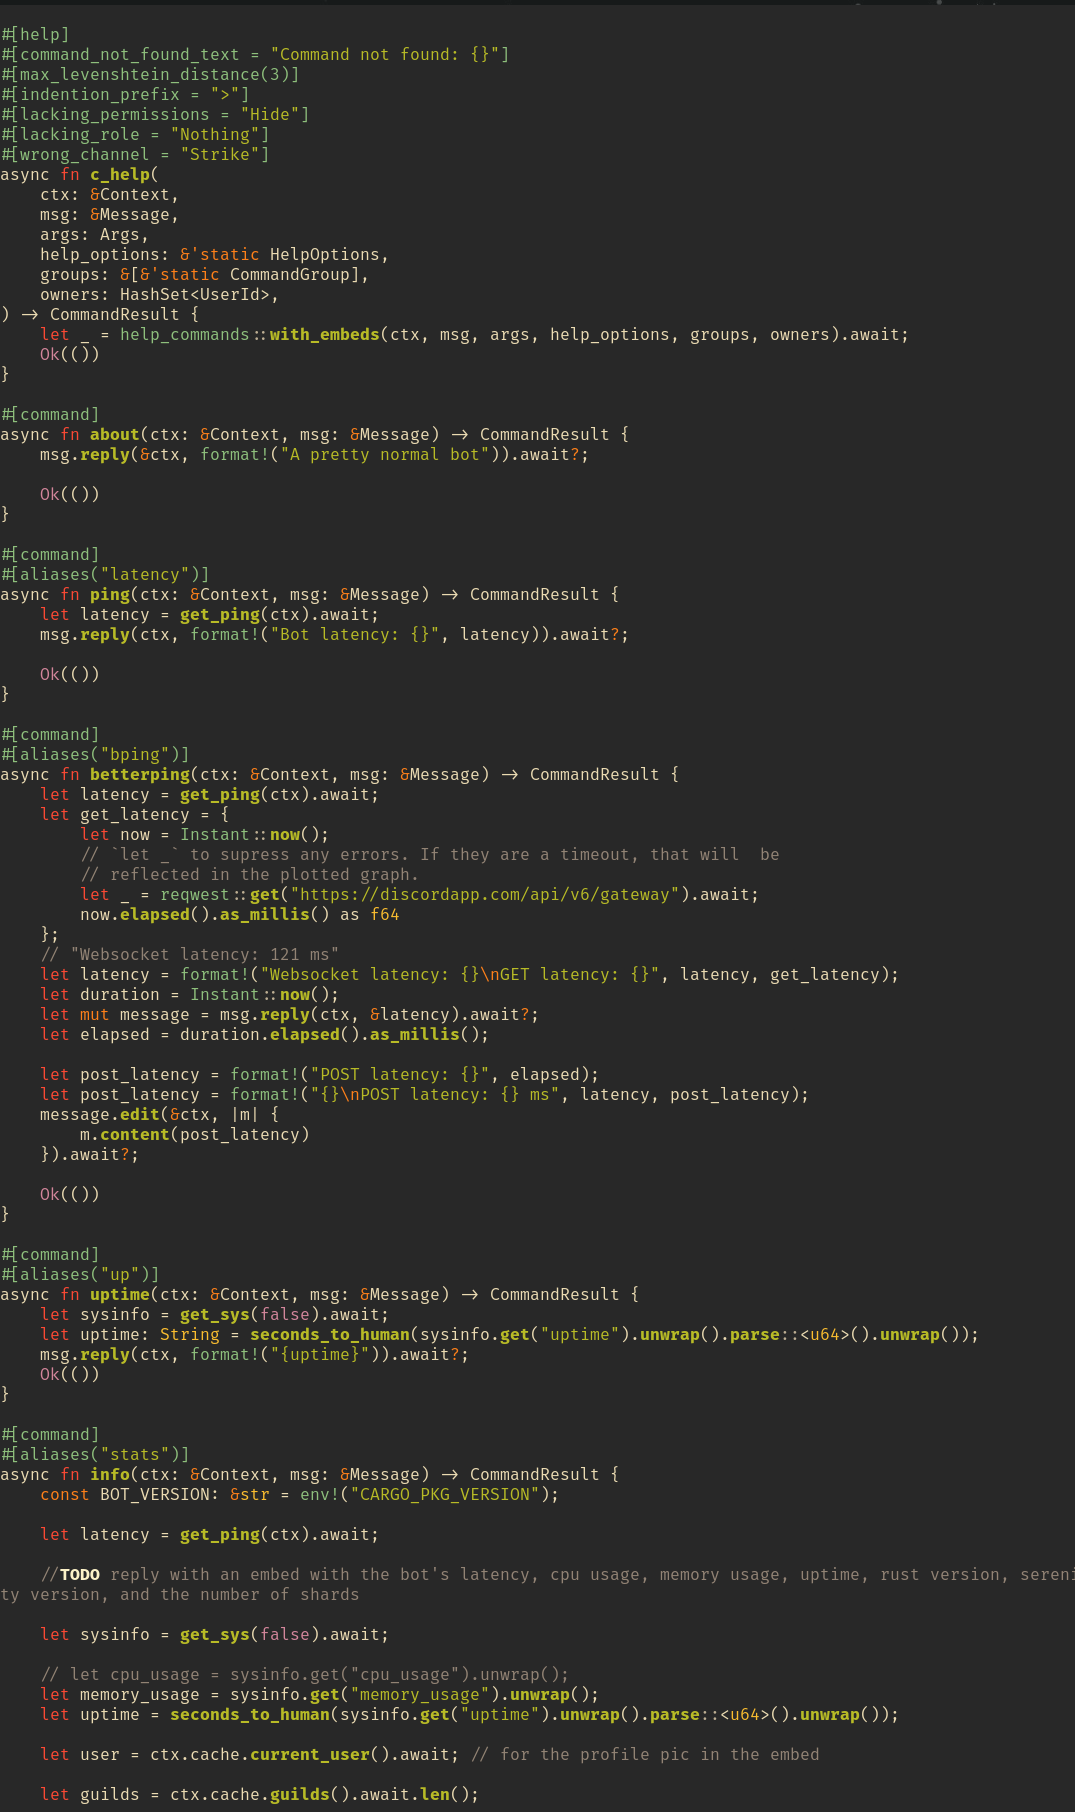 #[help]
#[command_not_found_text = "Command not found: {}"]
#[max_levenshtein_distance(3)]
#[indention_prefix = ">"]
#[lacking_permissions = "Hide"]
#[lacking_role = "Nothing"]
#[wrong_channel = "Strike"]
async fn c_help(
    ctx: &Context,
    msg: &Message,
    args: Args,
    help_options: &'static HelpOptions,
    groups: &[&'static CommandGroup],
    owners: HashSet<UserId>,
) -> CommandResult {
    let _ = help_commands::with_embeds(ctx, msg, args, help_options, groups, owners).await;
    Ok(())
}

#[command]
async fn about(ctx: &Context, msg: &Message) -> CommandResult {
    msg.reply(&ctx, format!("A pretty normal bot")).await?;

    Ok(())
}

#[command]
#[aliases("latency")]
async fn ping(ctx: &Context, msg: &Message) -> CommandResult {
    let latency = get_ping(ctx).await;
    msg.reply(ctx, format!("Bot latency: {}", latency)).await?;

    Ok(())
}

#[command]
#[aliases("bping")]
async fn betterping(ctx: &Context, msg: &Message) -> CommandResult {
    let latency = get_ping(ctx).await;
    let get_latency = {
        let now = Instant::now();
        // `let _` to supress any errors. If they are a timeout, that will  be
        // reflected in the plotted graph.
        let _ = reqwest::get("https://discordapp.com/api/v6/gateway").await;
        now.elapsed().as_millis() as f64
    };
    // "Websocket latency: 121 ms"
    let latency = format!("Websocket latency: {}\nGET latency: {}", latency, get_latency);
    let duration = Instant::now();
    let mut message = msg.reply(ctx, &latency).await?;
    let elapsed = duration.elapsed().as_millis();

    let post_latency = format!("POST latency: {}", elapsed);
    let post_latency = format!("{}\nPOST latency: {} ms", latency, post_latency);
    message.edit(&ctx, |m| {
        m.content(post_latency)
    }).await?;

    Ok(())
}

#[command]
#[aliases("up")]
async fn uptime(ctx: &Context, msg: &Message) -> CommandResult {
    let sysinfo = get_sys(false).await;
    let uptime: String = seconds_to_human(sysinfo.get("uptime").unwrap().parse::<u64>().unwrap());
    msg.reply(ctx, format!("{uptime}")).await?;
    Ok(())
}

#[command]
#[aliases("stats")]
async fn info(ctx: &Context, msg: &Message) -> CommandResult {
    const BOT_VERSION: &str = env!("CARGO_PKG_VERSION");

    let latency = get_ping(ctx).await;

    //TODO reply with an embed with the bot's latency, cpu usage, memory usage, uptime, rust version, sereni
ty version, and the number of shards

    let sysinfo = get_sys(false).await;

    // let cpu_usage = sysinfo.get("cpu_usage").unwrap();
    let memory_usage = sysinfo.get("memory_usage").unwrap();
    let uptime = seconds_to_human(sysinfo.get("uptime").unwrap().parse::<u64>().unwrap());

    let user = ctx.cache.current_user().await; // for the profile pic in the embed

    let guilds = ctx.cache.guilds().await.len();